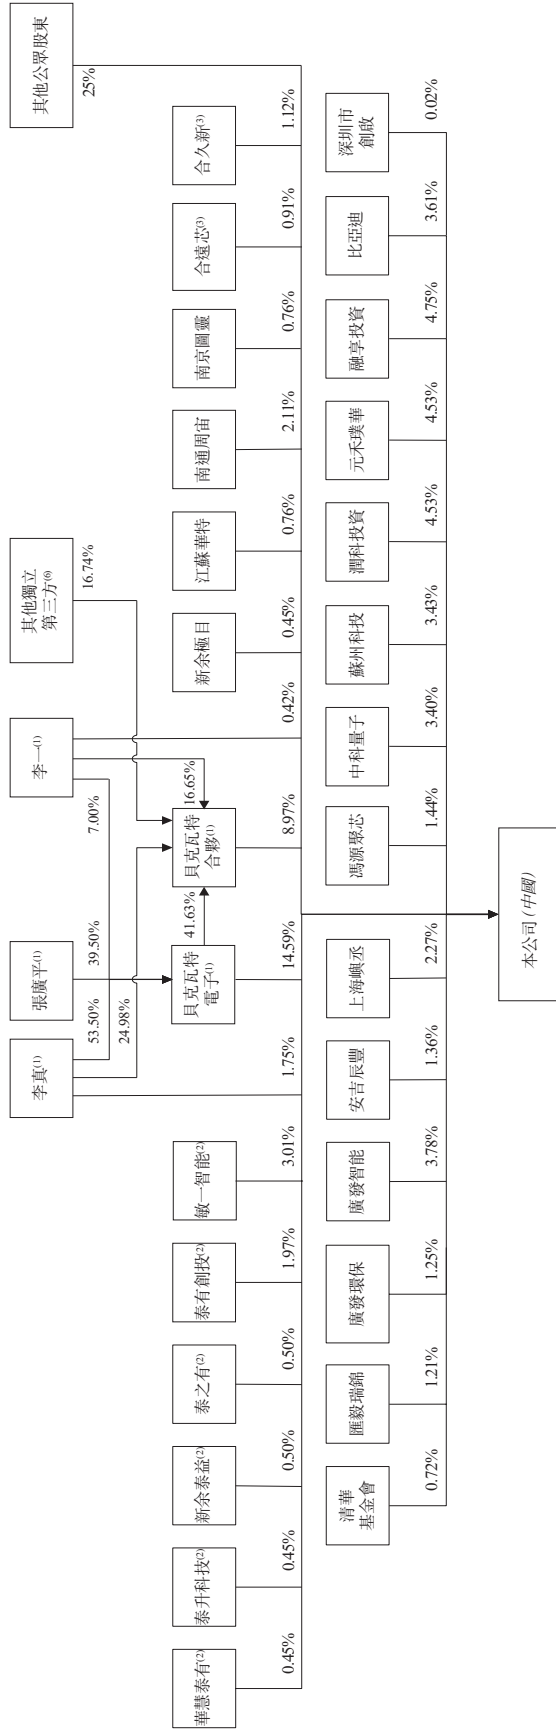 李真(1)
張廣平(1)
李一(1)
其他獨立
第三方(6)
其他公眾股東
53.50%
39.50%
7.00%
16.74%
25%
24.98%
華慧泰有(2)
泰升科技(2)
新余泰益(2)
泰之有(2)
泰有創投(2)
敏一智能(2)
貝克瓦特
電子(1)
41.63%
貝克瓦特
合夥(1)
16.65%
新余極目
江蘇華特
南通周宙
南京圖靈
合遠芯(3)
合久新(3)
0.45%
0.45%
0.50%
0.50%
1.97%
3.01%
1.75%
14.59%
8.97%
0.42%
0.45%
0.76%
2.11%
0.76%
0.91%
1.12%
清華
基金會
匯毅瑞錦
廣發環保
廣發智能
安吉辰豐
上海嶼丞
馮源聚芯
中科量子
蘇州科投
潤科投資
元禾璞華
融享投資
比亞迪
深圳市
創啟
0.72%
1.21%
1.25%
3.78%
1.36%
2.27%
1.44%
3.40%
3.43%
4.53%
4.53%
4.75%
3.61%
0.02%
本公司 (中國)